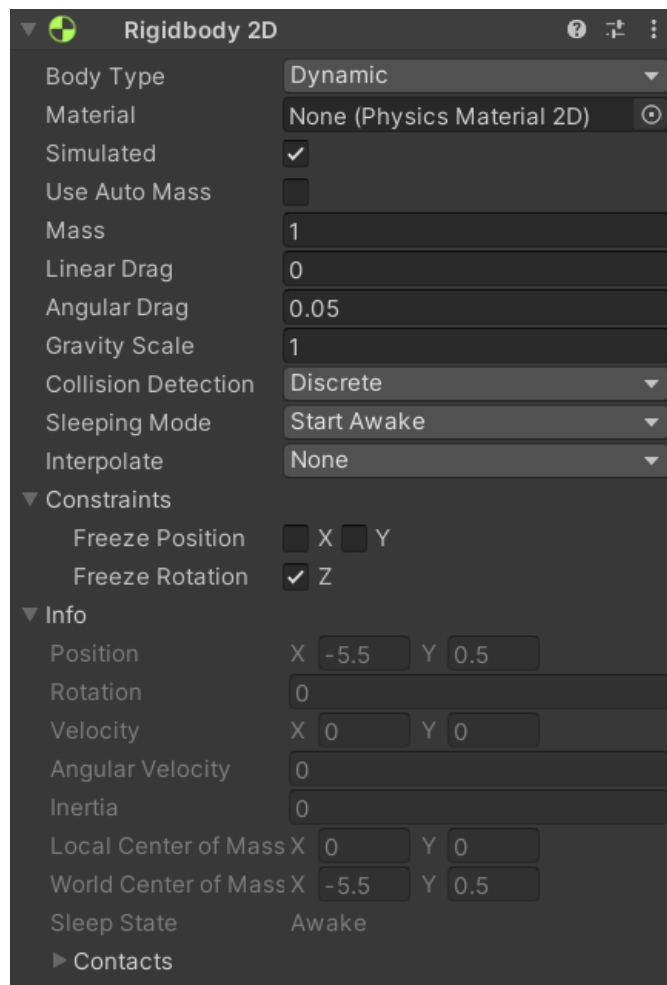 Rigidbody 2D
Body Type Dynamic
Material None (Physics Material 2D)
Simulated
Use Auto Mass
Mass 1
Linear Drag 0
Angular Drag 0.05
Gravity Scale 1
Collision Detection Discrete
Sleeping Mode Start Awake
Interpolate None
Constraints
Freeze Position X Y
Freeze Rotation Z
Info
Position X -5.5 Y 0.5
Rotation 0
Velocity X 0 Y 0
Angular Velocity 0
Inertia 0
Local Center of Mass X 0 Y 0
World Center of Mass X -5.5 Y 0.5
Sleep State Awake
Contacts